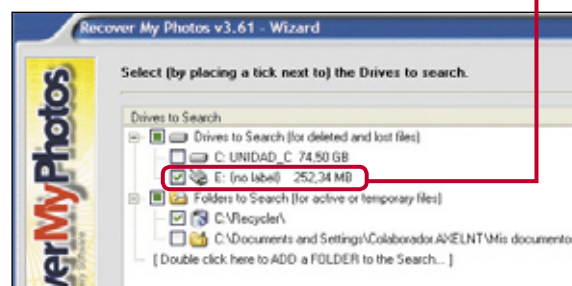 Recover My Photos v3.61 - Wizard
Select (by placing a tick next to) the Drives to search.
Drives to Search
Drives to Search (for deleted and lost files)
C: UNIDAD_C 74,50 GB
E: (no label) 252,34 MB
Folders to Search (for active or temporary files)
C:\Recycler\
C:\Documents and Settings\Colaborador.AXELNT\Mis documento
[ Double click here to ADD a FOLDER to the Search... ]
verMyPhotos